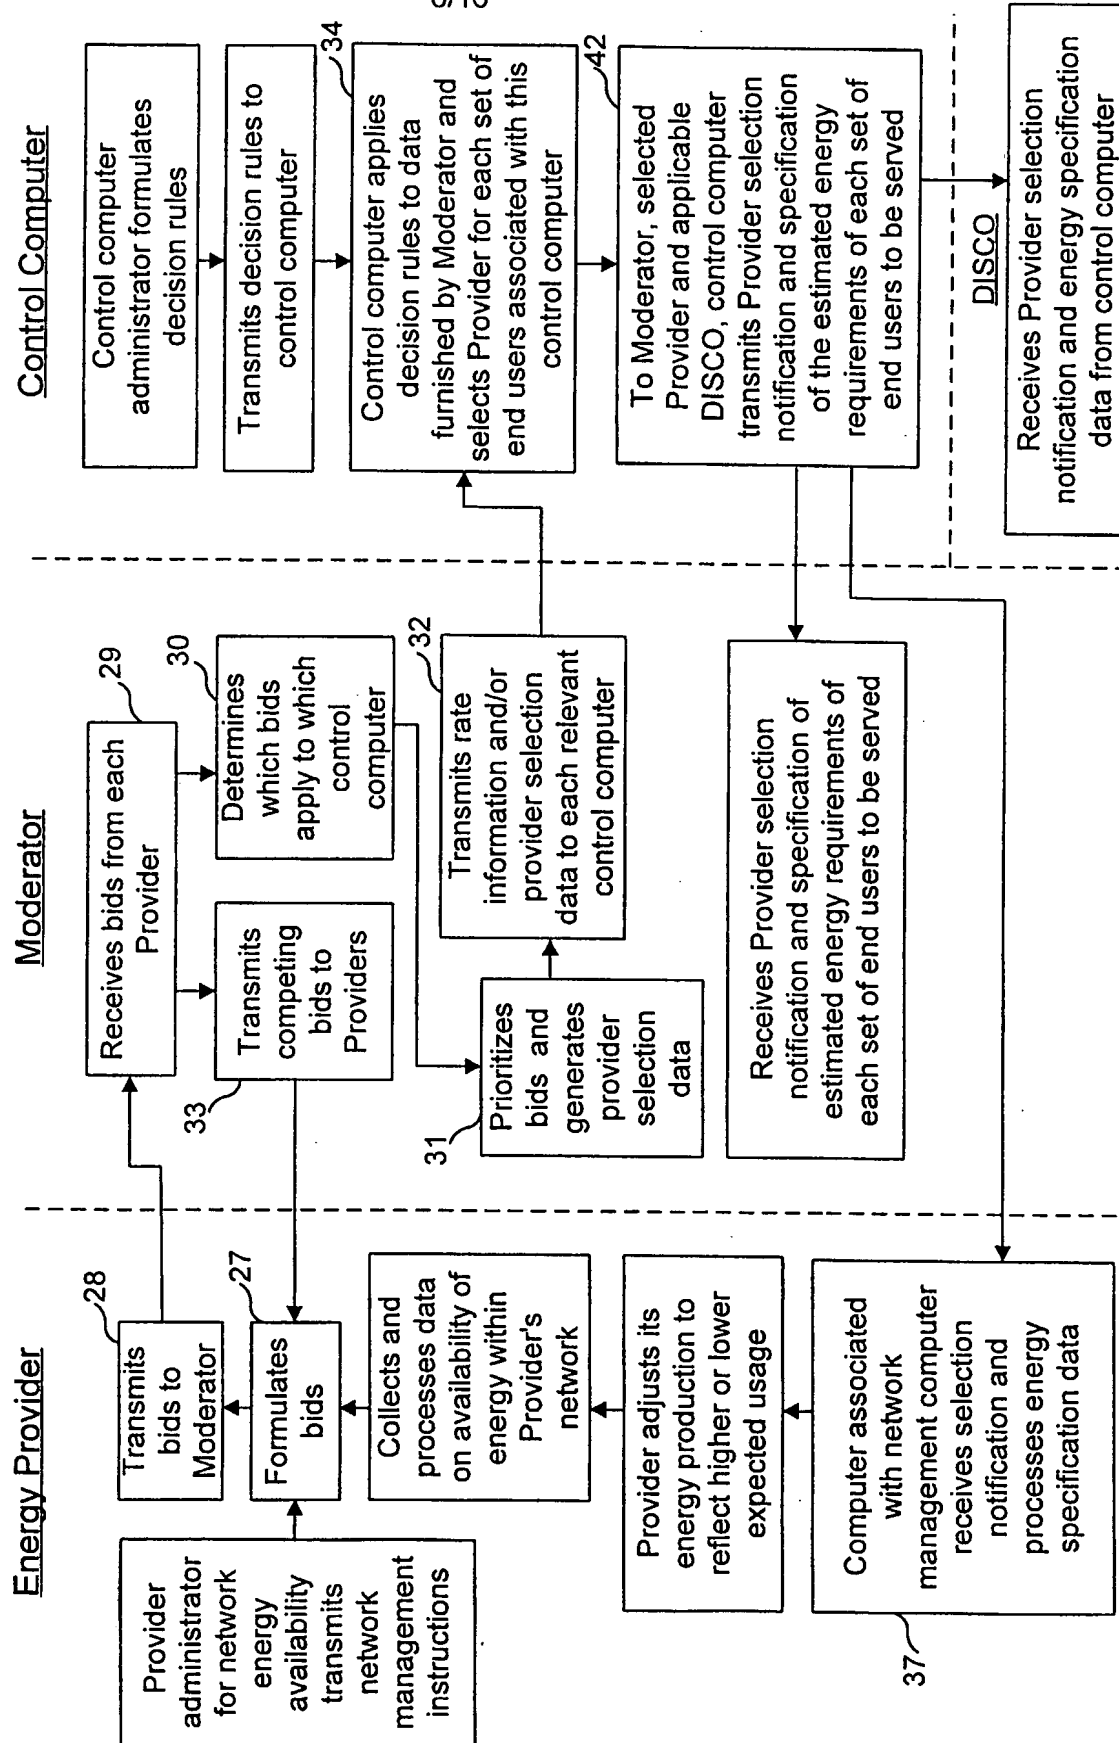 Energy Provider
Provider
administrator
for network
energy
availability
transmits
network
management
instructions
28
Transmits
bids to
Moderator
27
Formulates
bids
Collects and
processes data
on availability of
energy within
Provider's
network
Provider adjusts its
energy production to
reflect higher or lower
expected usage
Computer associated
with network
management computer
receives selection
notification and
processes energy
specification data
37
Moderator
29
Receives bids from each
Provider
33
Transmits
competing
bids to
Providers
30
Determines
which bids
apply to which
control
computer
31
Prioritizes
bids and
generates
provider
selection
data
32
Transmits rate
information and/or
provider selection
data to each relevant
control computer
Receives Provider selection
notification and specification of
estimated energy requirements of
each set of end users to be served
Control Computer
Control computer
administrator formulates
decision rules
Transmits decision rules to
control computer
34
Control computer applies
decision rules to data
furnished by Moderator and
selects Provider for each set of
end users associated with this
control computer
42
To Moderator, selected
Provider and applicable
DISCO, control computer
transmits Provider selection
notification and specification
of the estimated energy
requirements of each set of
end users to be served
DISCO
Receives Provider selection
notification and energy specification
data from control computer